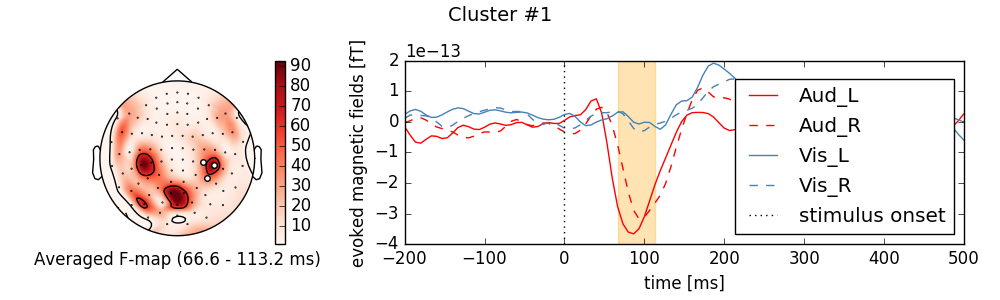 Cluster #1
90
80
70
60
50
40
30
20
10
Averaged F-map (66.6 - 113.2 ms)
1e−13
evoked magnetic fields [fT]
2
1
0
−1
−2
−3
−4
−200 −100 0 100 200 300 400 500
time [ms]
Aud_L
Aud_R
Vis_L
Vis_R
stimulus onset